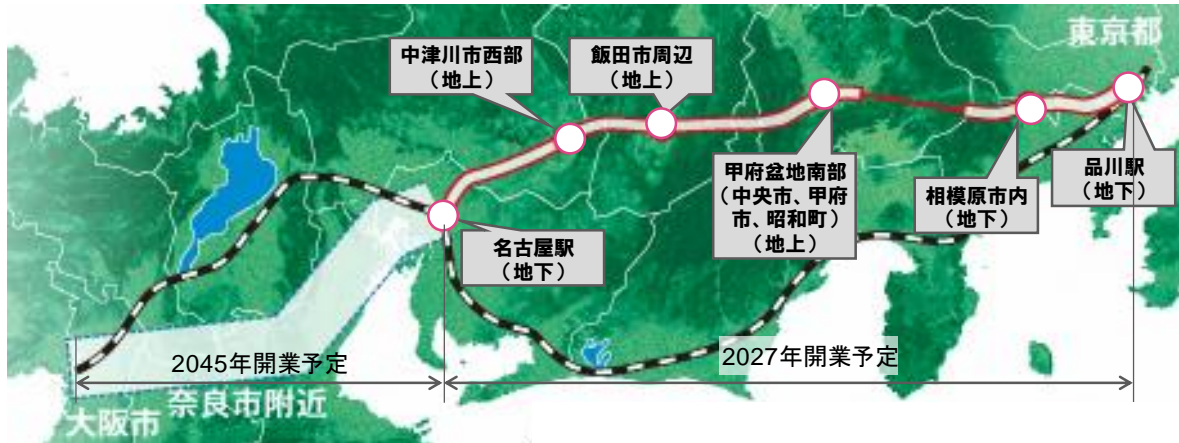 東京都
中津川市西部
（地上）
飯田市周辺
（地上）
甲府盆地南部
（中央市、甲府
市、昭和町）
（地上）
相模原市内
（地下）
品川駅
（地下）
名古屋駅
（地下）
2045年開業予定
2027年開業予定
奈良市附近
大阪市